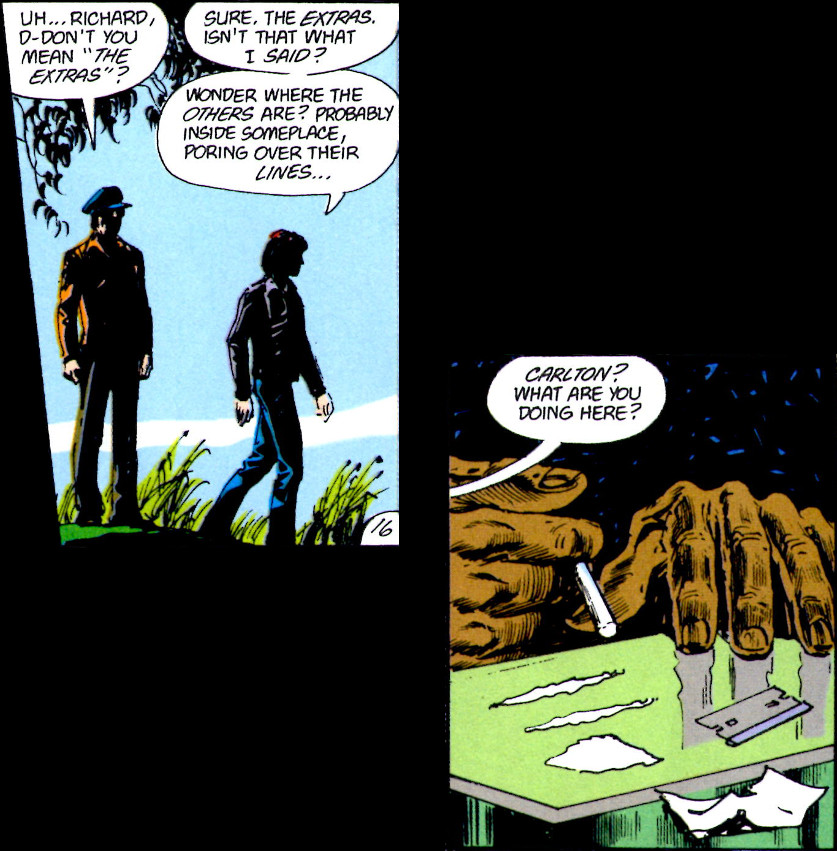 UH... RICHARD,
D-DON'T YOU
MEAN "THE
EXTRAS"?
SURE. THE EXTRAS.
ISN'T THAT WHAT
I SAID?
WONDER WHERE THE
OTHERS ARE? PROBABLY
INSIDE SOMEPLACE,
PORING OVER THEIR
LINES...
16
CARLTON?
WHAT ARE YOU
DOING HERE?